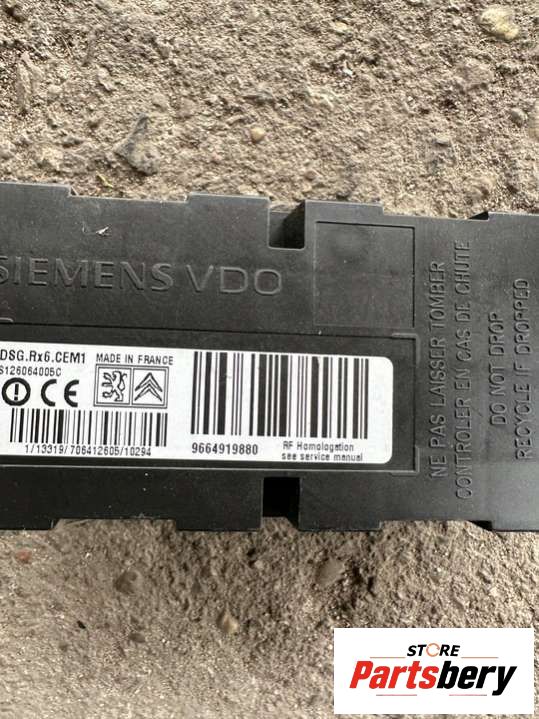 SIEMENS VDO
DSG.Rx6.CEM1 MADE IN FRANCE
S126064005C
CE
1/13319/706412605/10294
9664919880
RF Homologation
see service manual
NE PAS LAISSER TOMBER
CONTROLER EN CAS DE CHUTE
DO NOT DROP
RECYCLE IF DROPPED
STORE
Partsbery